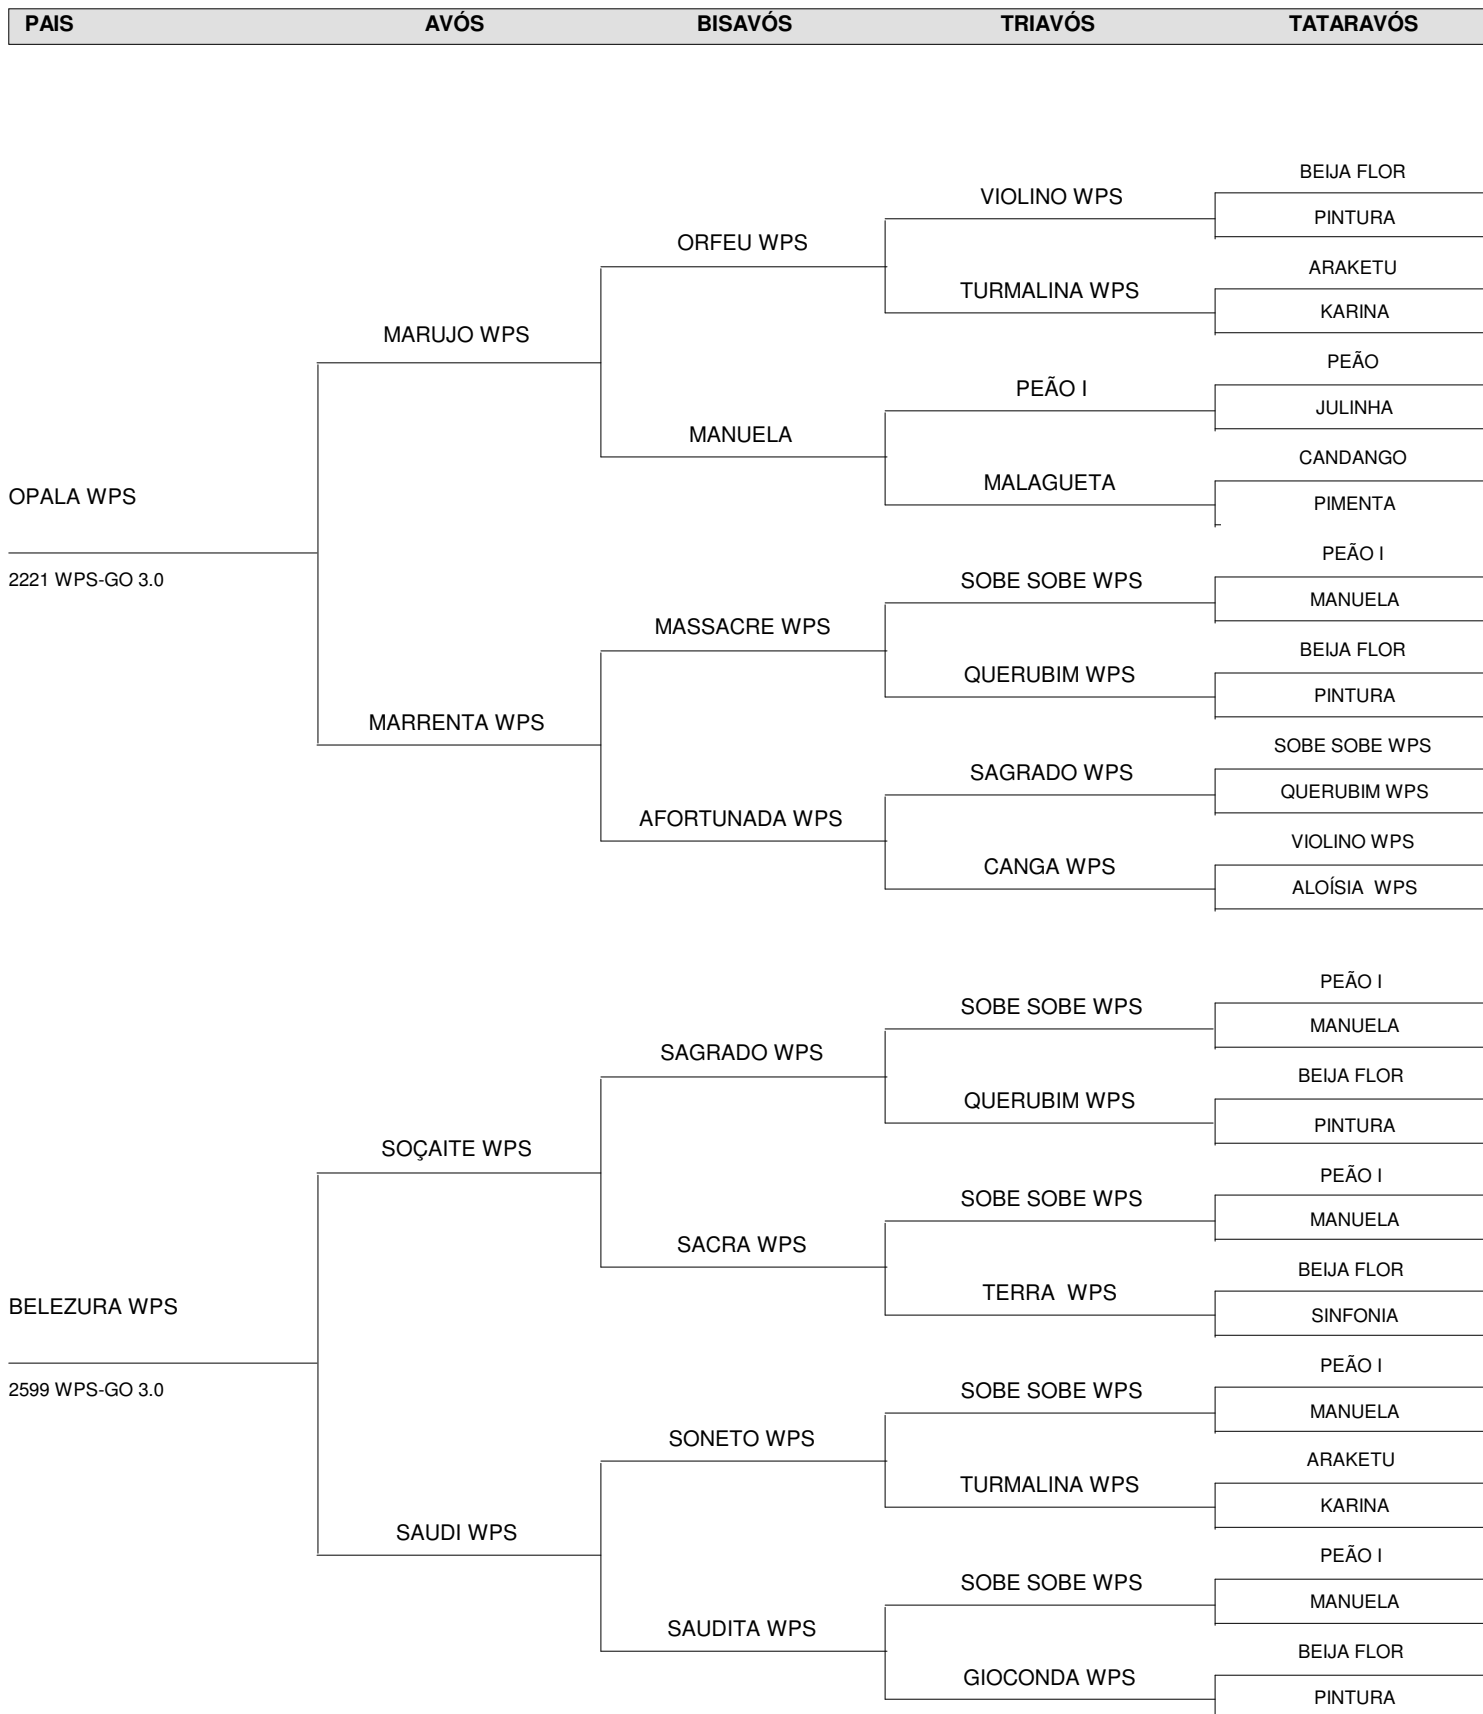 PAIS AVÓS BISAVÓS TRIAVÓS TATARAVÓS
BEIJA FLOR
VIOLINO WPS
PINTURA
ORFEU WPS
ARAKETU
TURMALINA WPS
KARINA
MARUJO WPS
PEÃO
PEÃO I
JULINHA
MANUELA
CANDANGO
MALAGUETA
OPALA WPS
PIMENTA
PEÃO I
2221 WPS-GO 3.0
SOBE SOBE WPS
MANUELA
MASSACRE WPS
BEIJA FLOR
QUERUBIM WPS
PINTURA
MARRENTA WPS
SOBE SOBE WPS
SAGRADO WPS
QUERUBIM WPS
AFORTUNADA WPS
VIOLINO WPS
CANGA WPS
ALOÍSIA  WPS
PEÃO I
SOBE SOBE WPS
MANUELA
SAGRADO WPS
BEIJA FLOR
QUERUBIM WPS
PINTURA
SOÇAITE WPS
PEÃO I
SOBE SOBE WPS
MANUELA
SACRA WPS
BEIJA FLOR
TERRA  WPS
BELEZURA WPS
SINFONIA
PEÃO I
2599 WPS-GO 3.0
SOBE SOBE WPS
MANUELA
SONETO WPS
ARAKETU
TURMALINA WPS
KARINA
SAUDI WPS
PEÃO I
SOBE SOBE WPS
MANUELA
SAUDITA WPS
BEIJA FLOR
GIOCONDA WPS
PINTURA